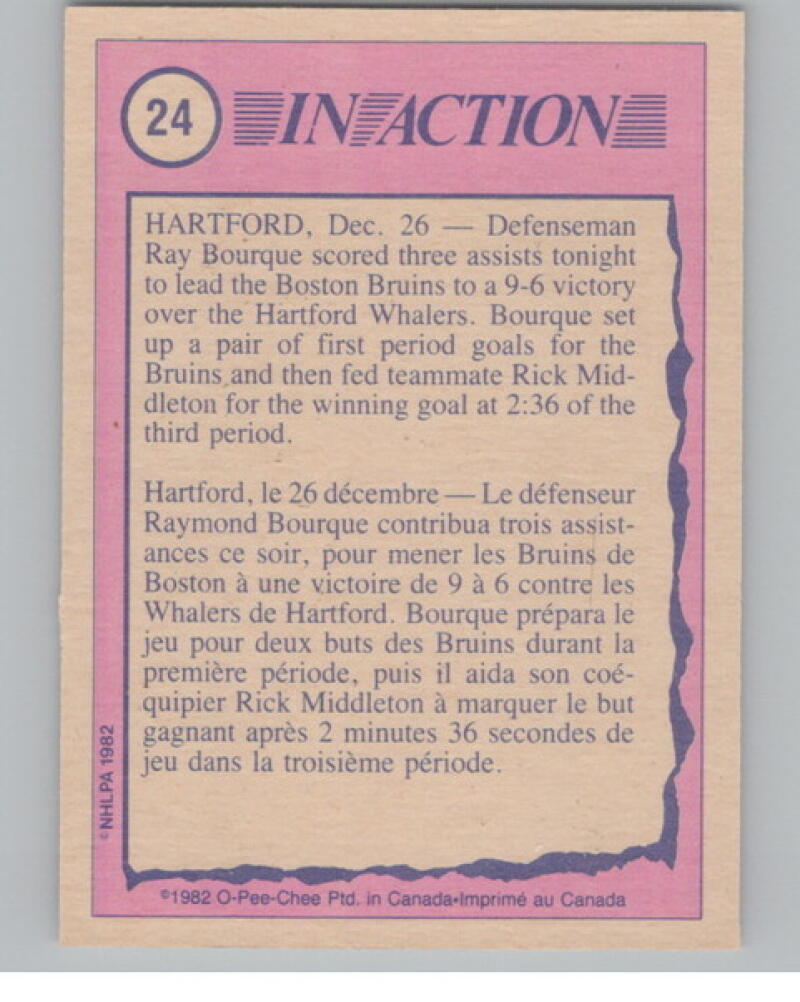 24 IN ACTION
HARTFORD, Dec. 26 — Defenseman
Ray Bourque scored three assists tonight
to lead the Boston Bruins to a 9-6 victory
over the Hartford Whalers. Bourque set
up a pair of first period goals for the
Bruins and then fed teammate Rick Mid-
dleton for the winning goal at 2:36 of the
third period.
Hartford, le 26 décembre — Le défenseur
Raymond Bourque contribua trois assist-
ances ce soir, pour mener les Bruins de
Boston à une victoire de 9 à 6 contre les
Whalers de Hartford. Bourque prépara le
jeu pour deux buts des Bruins durant la
première période, puis il aida son coé-
quipier Rick Middleton à marquer le but
gagnant après 2 minutes 36 secondes de
jeu dans la troisième période.
©NHLPA 1982
©1982 O-Pee-Chee Ptd. in Canada•Imprimé au Canada